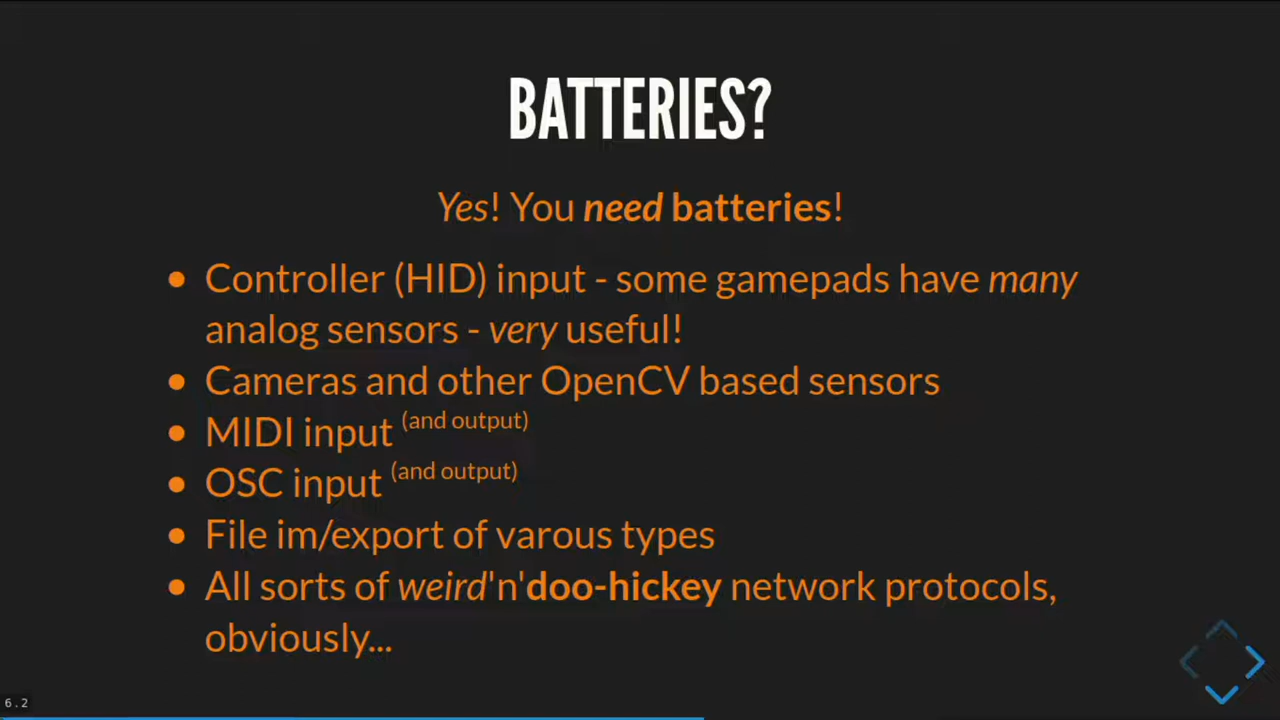 BATTERIES?
Yes! You need batteries!
• Controller (HID) input - some gamepads have many
analog sensors - very useful!
• Cameras and other OpenCV based sensors
• MIDI input (and output)
• OSC input (and output)
• File im/export of varous types
• All sorts of weird'n'doo-hickey network protocols,
obviously...
6.2